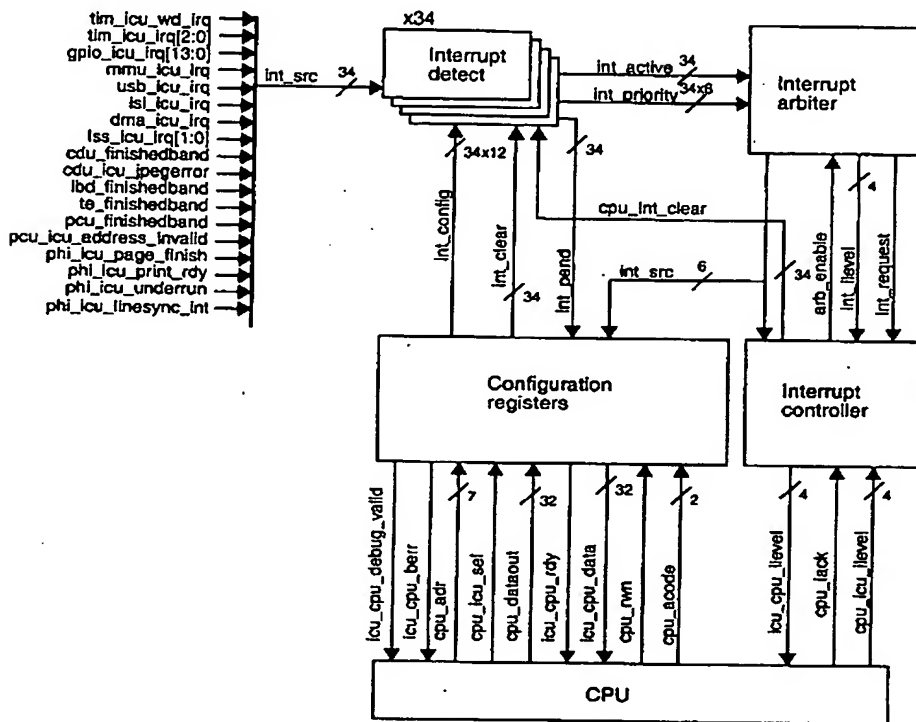 tim_icu_wd_irq
tim_icu_irq[2:0]
gpio_icu_irq[13:0]
mmu_icu_irq
usb_icu_irq
isi_icu_irq
dma_icu_irq
lss_icu_irq[1:0]
cdu_finishedband
cdu_icu_jpegerror
lbd_finishedband
te_finishedband
pcu_finishedband
pcu_icu_address_invalid
phi_icu_page_finish
phi_icu_print_rdy
phi_icu_underrun
phi_icu_linesync_int
int_src
34
x34
Interrupt
detect
int_active
34
int_priority
34x8
Interrupt
arbiter
34x12
int_config
int_clear
34
int_pend
34
cpu_int_clear
34
int_src
6
arb_enable
int_ilevel
4
int_request
Configuration
registers
Interrupt
controller
icu_cpu_debug_valid
icu_cpu_berr
cpu_adr
7
cpu_icu_sel
cpu_dataout
32
icu_cpu_rdy
icu_cpu_data
32
cpu_rwn
cpu_acode
2
icu_cpu_ilevel
4
cpu_iack
cpu_icu_ilevel
4
CPU